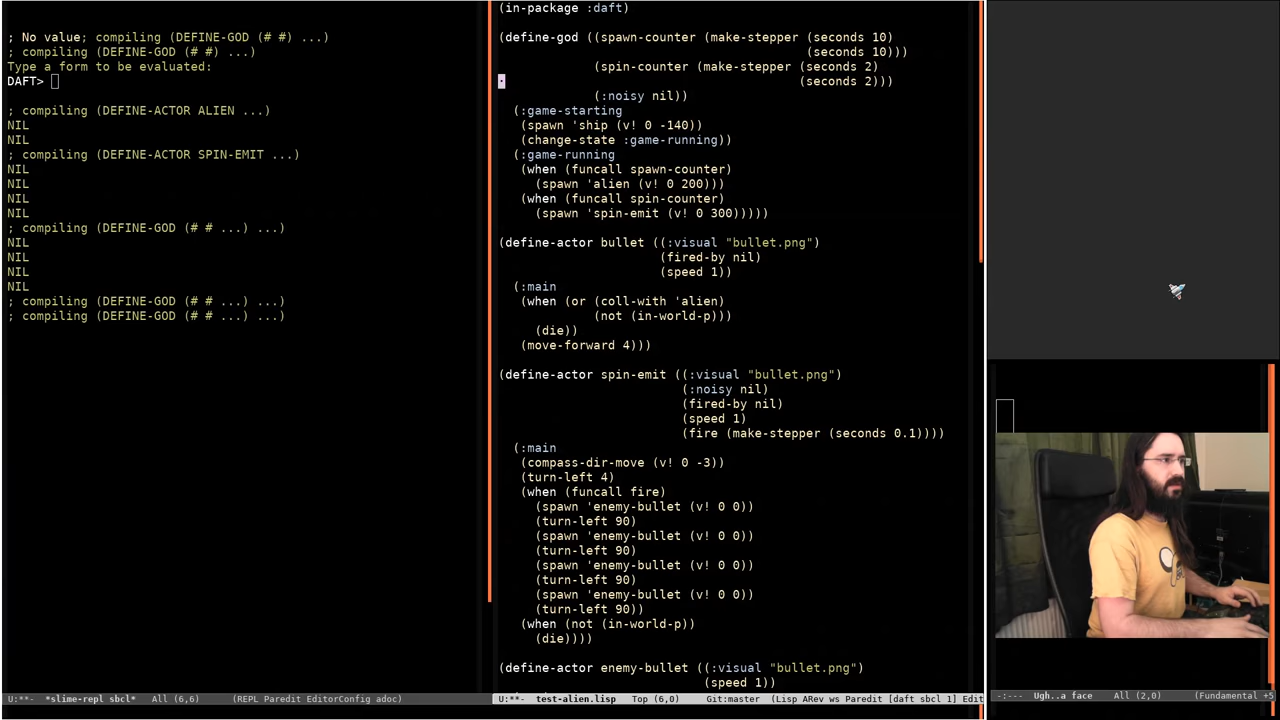 ; No value; compiling (DEFINE-GOD (# #) ...)
; compiling (DEFINE-GOD (# #) ...)
Type a form to be evaluated:
DAFT>
; compiling (DEFINE-ACTOR ALIEN ...)
NIL
NIL
; compiling (DEFINE-ACTOR SPIN-EMIT ...)
NIL
NIL
NIL
NIL
; compiling (DEFINE-GOD (# # ...) ...)
NIL
NIL
NIL
NIL
; compiling (DEFINE-GOD (# # ...) ...)
; compiling (DEFINE-GOD (# # ...) ...)
U:**- *slime-repl sbcl* All (6,6) (REPL Paredit EditorConfig adoc)
(in-package :daft)
(define-god ((spawn-counter (make-stepper (seconds 10)
(seconds 10)))
(spin-counter (make-stepper (seconds 2)
(seconds 2)))
(:noisy nil))
(:game-starting
(spawn 'ship (v! 0 -140))
(change-state :game-running))
(:game-running
(when (funcall spawn-counter)
(spawn 'alien (v! 0 200)))
(when (funcall spin-counter)
(spawn 'spin-emit (v! 0 300)))))
(define-actor bullet ((:visual "bullet.png")
(fired-by nil)
(speed 1))
(:main
(when (or (coll-with 'alien)
(not (in-world-p)))
(die))
(move-forward 4)))
(define-actor spin-emit ((:visual "bullet.png")
(:noisy nil)
(fired-by nil)
(speed 1)
(fire (make-stepper (seconds 0.1))))
(:main
(compass-dir-move (v! 0 -3))
(turn-left 4)
(when (funcall fire)
(spawn 'enemy-bullet (v! 0 0))
(turn-left 90)
(spawn 'enemy-bullet (v! 0 0))
(turn-left 90)
(spawn 'enemy-bullet (v! 0 0))
(turn-left 90)
(spawn 'enemy-bullet (v! 0 0))
(turn-left 90))
(when (not (in-world-p))
(die))))
(define-actor enemy-bullet ((:visual "bullet.png")
(speed 1))
U:**- test-alien.lisp Top (6,0) Git:master (Lisp ARev ws Paredit [daft sbcl 1] Edit
-:--- Ugh..a face All (2,0) (Fundamental +5